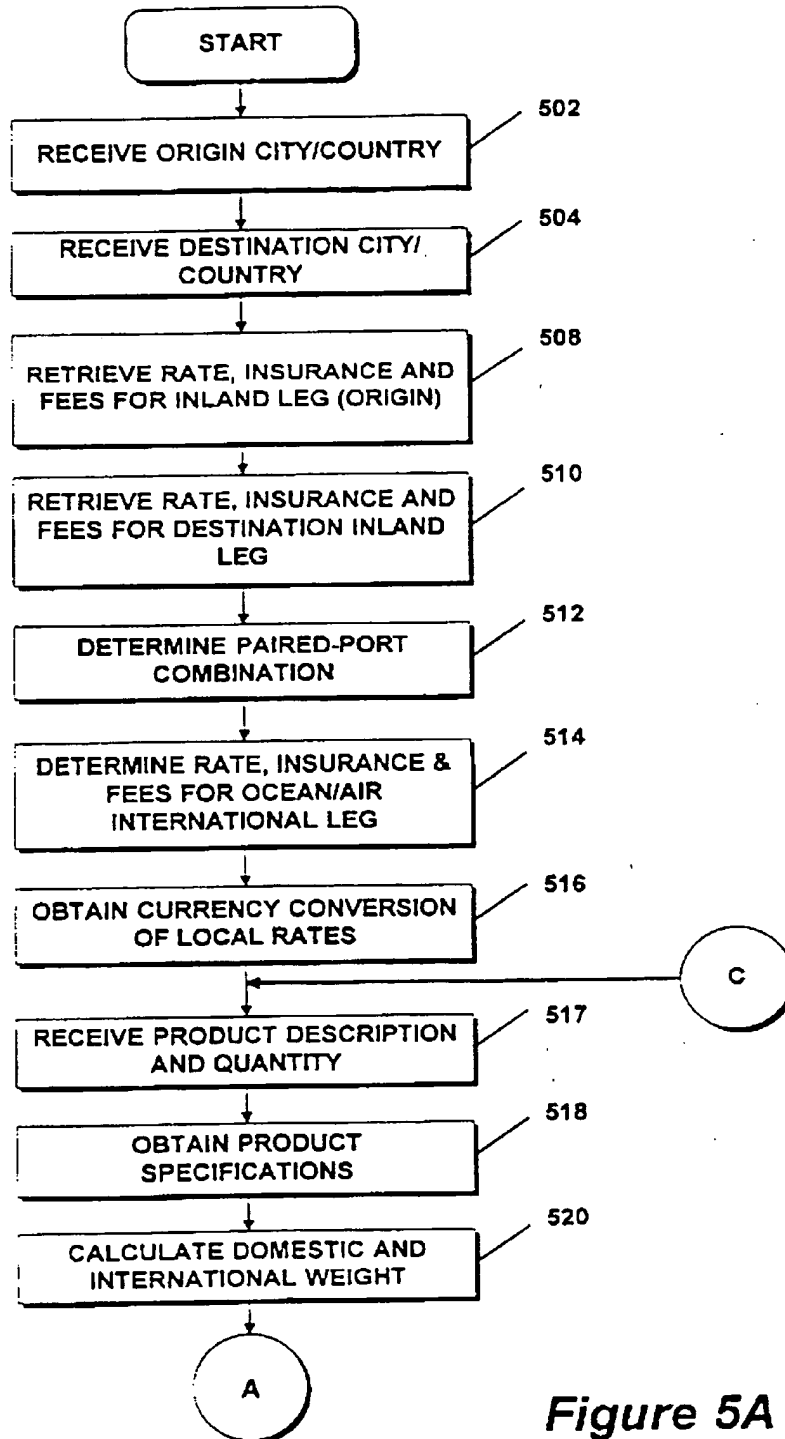 START
502
RECEIVE ORIGIN CITY/COUNTRY
504
RECEIVE DESTINATION CITY/
COUNTRY
508
RETRIEVE RATE, INSURANCE AND
FEES FOR INLAND LEG (ORIGIN)
510
RETRIEVE RATE, INSURANCE AND
FEES FOR DESTINATION INLAND
LEG
512
DETERMINE PAIRED-PORT
COMBINATION
514
DETERMINE RATE, INSURANCE &
FEES FOR OCEAN/AIR
INTERNATIONAL LEG
516
OBTAIN CURRENCY CONVERSION
OF LOCAL RATES
C
517
RECEIVE PRODUCT DESCRIPTION
AND QUANTITY
518
OBTAIN PRODUCT
SPECIFICATIONS
520
CALCULATE DOMESTIC AND
INTERNATIONAL WEIGHT
A
Figure 5A